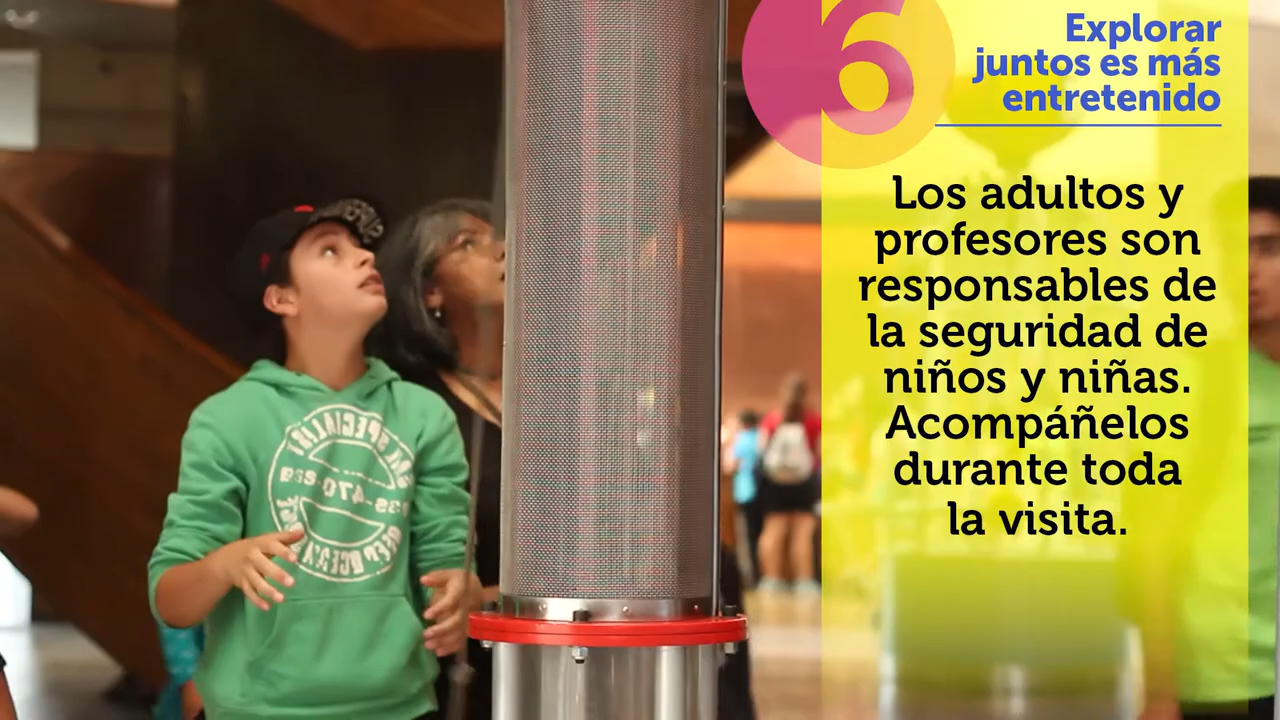 6
Explorar
juntos es más
entretenido
Los adultos y
profesores son
responsables de
la seguridad de
niños y niñas.
Acompáñelos
durante toda
la visita.